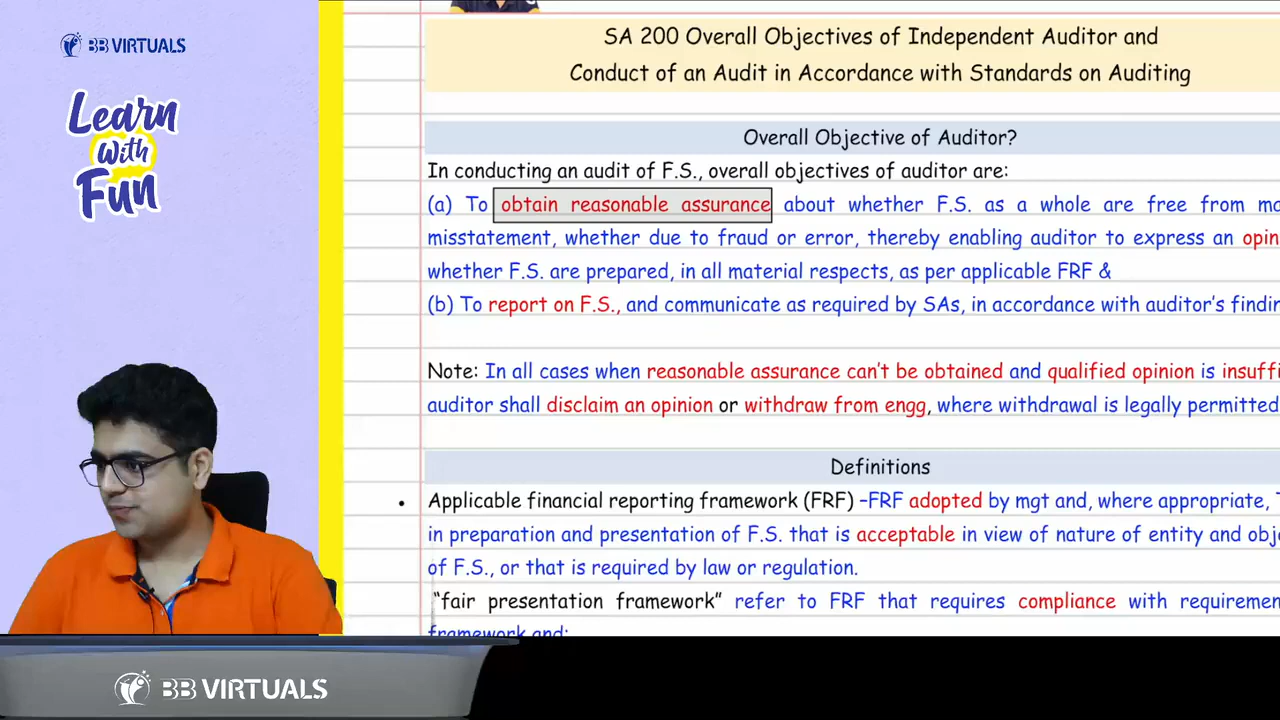 BB VIRTUALS
Learn
With
Fun
SA 200 Overall Objectives of Independent Auditor and
Conduct of an Audit in Accordance with Standards on Auditing
Overall Objective of Auditor?
In conducting an audit of F.S., overall objectives of auditor are:
(a) To obtain reasonable assurance about whether F.S. as a whole are free from
misstatement, whether due to fraud or error, thereby enabling auditor to express an
whether F.S. are prepared, in all material respects, as per applicable FRF &
(b) To report on F.S., and communicate as required by SAs, in accordance with auditor's
Note: In all cases when reasonable assurance can't be obtained and qualified opinion is
auditor shall disclaim an opinion or withdraw from engg, where withdrawal is legally permitted
Definitions
• Applicable financial reporting framework (FRF) –FRF adopted by mgt and, where appropriate,
in preparation and presentation of F.S. that is acceptable in view of nature of entity and
of F.S., or that is required by law or regulation.
"fair presentation framework" refer to FRF that requires compliance with
framework and:
BB VIRTUALS